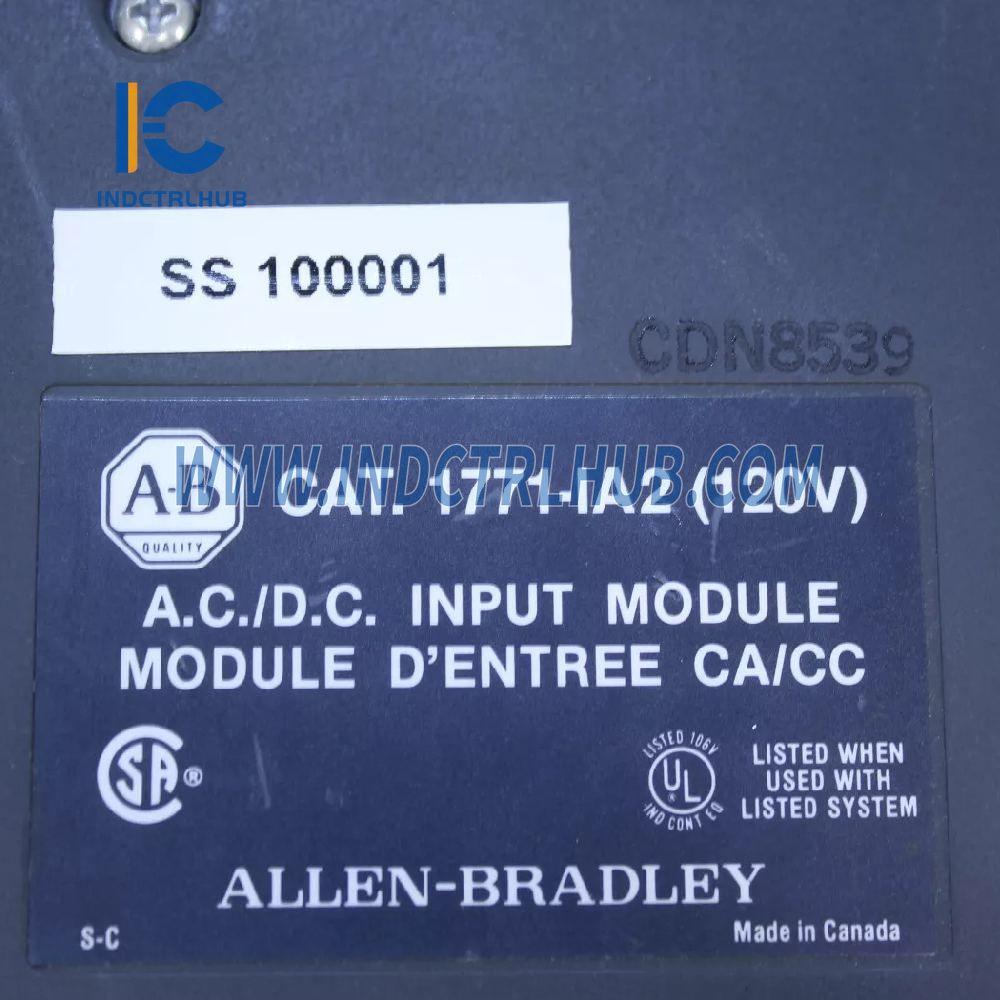 INDCTRLHUB
SS 100001
CDN8539
WWW.INDCTRLHUB.COM
A-B
QUALITY
CAT. 1771-IA2 (120V)
A.C./D.C. INPUT MODULE
MODULE D'ENTREE CA/CC
SA®
LISTED 106V
UL®
IND CONT EQ
LISTED WHEN
USED WITH
LISTED SYSTEM
ALLEN-BRADLEY
S-C
Made in Canada